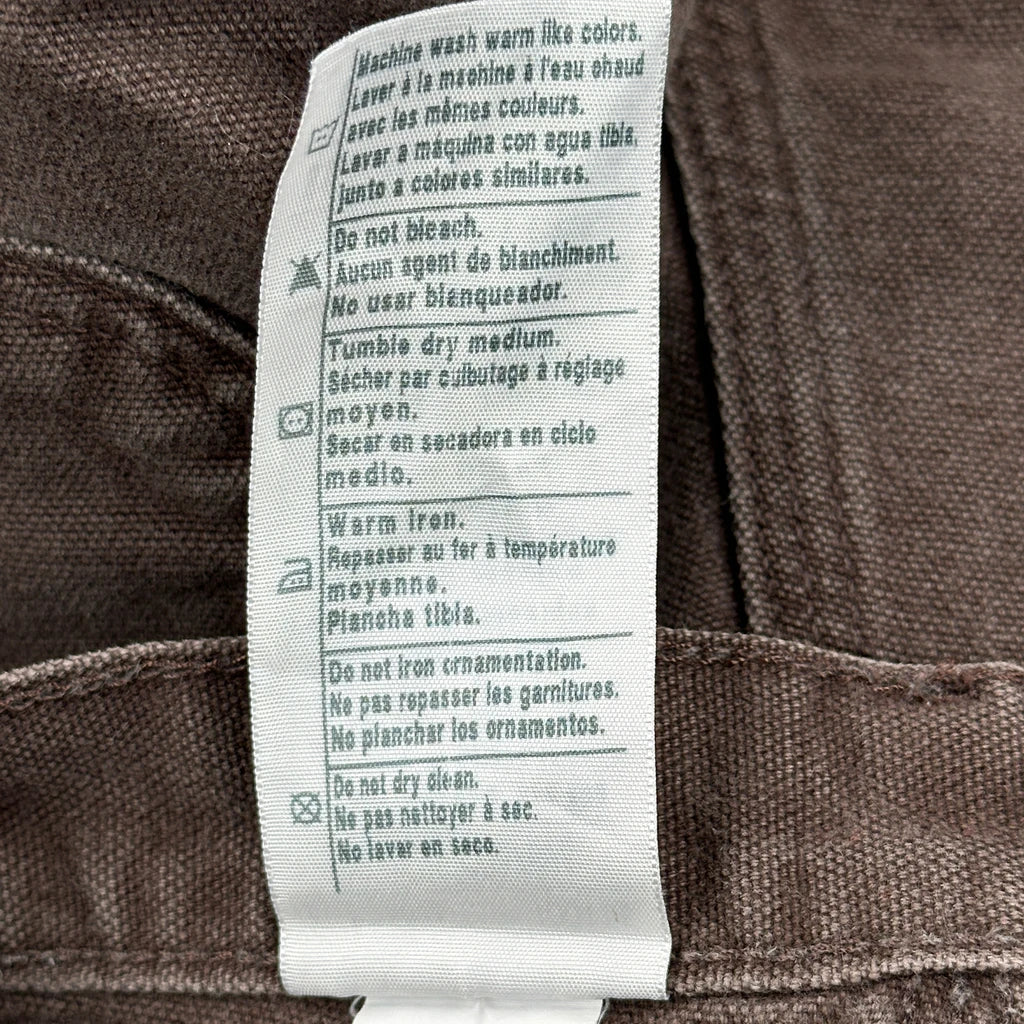 Machine wash warm like colors.
Laver à la machine à l'eau chaud
avec les mêmes couleurs.
Lavar a maquina con agua tibia,
junto a colores similares.
Do not bleach.
Aucun agent de blanchiment.
No usar blanqueador.
Tumble dry medium.
Sécher par culbutage à réglage
moyen.
Secar en secadora en ciclo
medio.
Warm iron.
Repasser au fer à température
moyenne.
Plancha tibia.
Do not iron ornamentation.
Ne pas repasser les garnitures.
No planchar los ornamentos.
Do not dry clean.
Ne pas nettoyer à sec.
No lavar en seco.